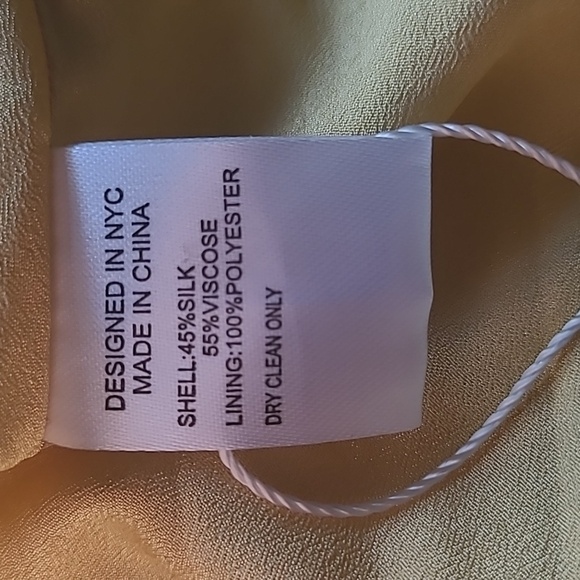 DESIGNED IN NYC
MADE IN CHINA
SHELL:45%SILK
55%VISCOSE
LINING:100%POLYESTER
DRY CLEAN ONLY